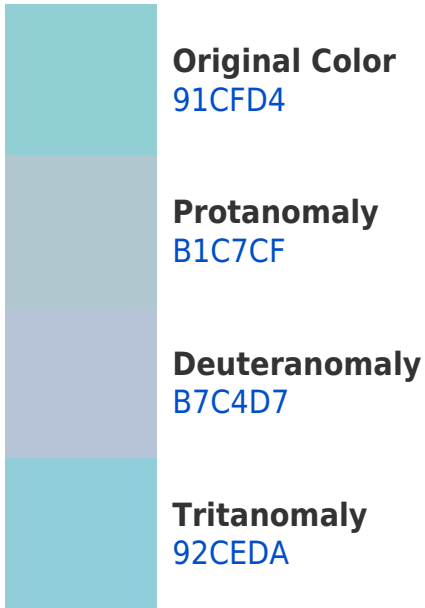 Original Color
91CFD4
Protanomaly
B1C7CF
Deuteranomaly
B7C4D7
Tritanomaly
92CEDA